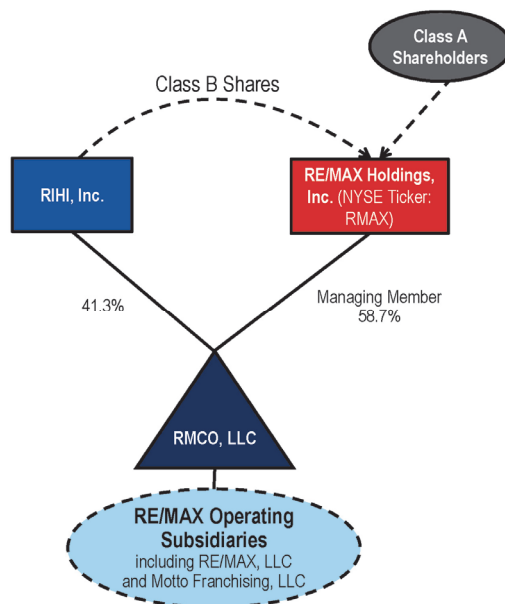 Class A
Shareholders
Class B Shares
RIHI, Inc.
RE/MAX Holdings,
Inc. (NYSE Ticker:
RMAX)
41.3%
Managing Member
58.7%
RMCO, LLC
RE/MAX Operating
Subsidiaries
including RE/MAX, LLC
and Motto Franchising, LLC